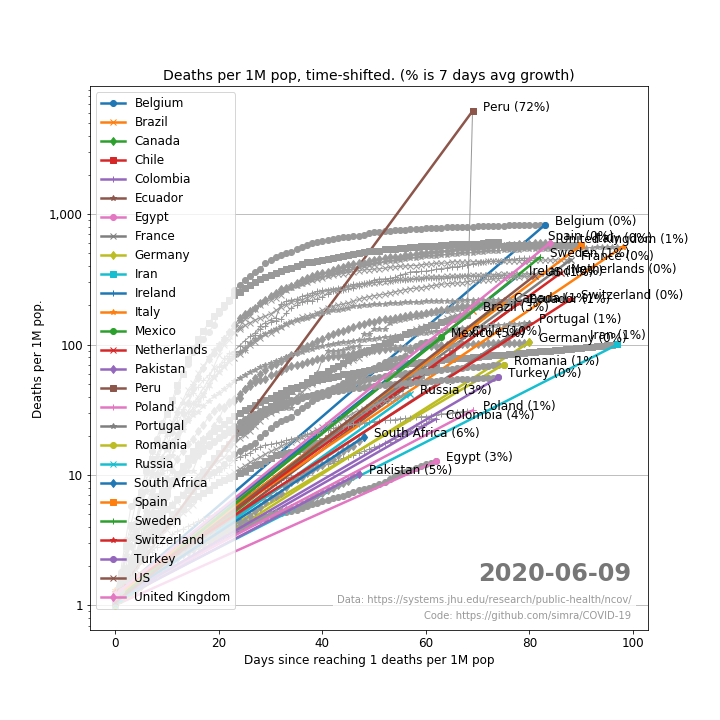 Deaths per 1M pop, time-shifted. (% is 7 days avg growth)
Deaths per 1M pop.
1,000
100
10
1
Belgium
Brazil
Canada
Chile
Colombia
Ecuador
Egypt
France
Germany
Iran
Ireland
Italy
Mexico
Netherlands
Pakistan
Peru
Poland
Portugal
Romania
Russia
South Africa
Spain
Sweden
Switzerland
Turkey
US
United Kingdom
Peru (72%)
Belgium (0%)
Spain (0%)
United Kingdom (1%)
Sweden (1%)
France (0%)
Netherlands (0%)
Switzerland (0%)
Brazil (3%)
Portugal (1%)
Germany (0%)
Iran (1%)
Romania (1%)
Turkey (0%)
Russia (3%)
Poland (1%)
Colombia (4%)
South Africa (6%)
Egypt (3%)
Pakistan (5%)
2020-06-09
Data: https://systems.jhu.edu/research/public-health/ncov/
Code: https://github.com/simra/COVID-19
0
20
40
60
80
100
Days since reaching 1 deaths per 1M pop